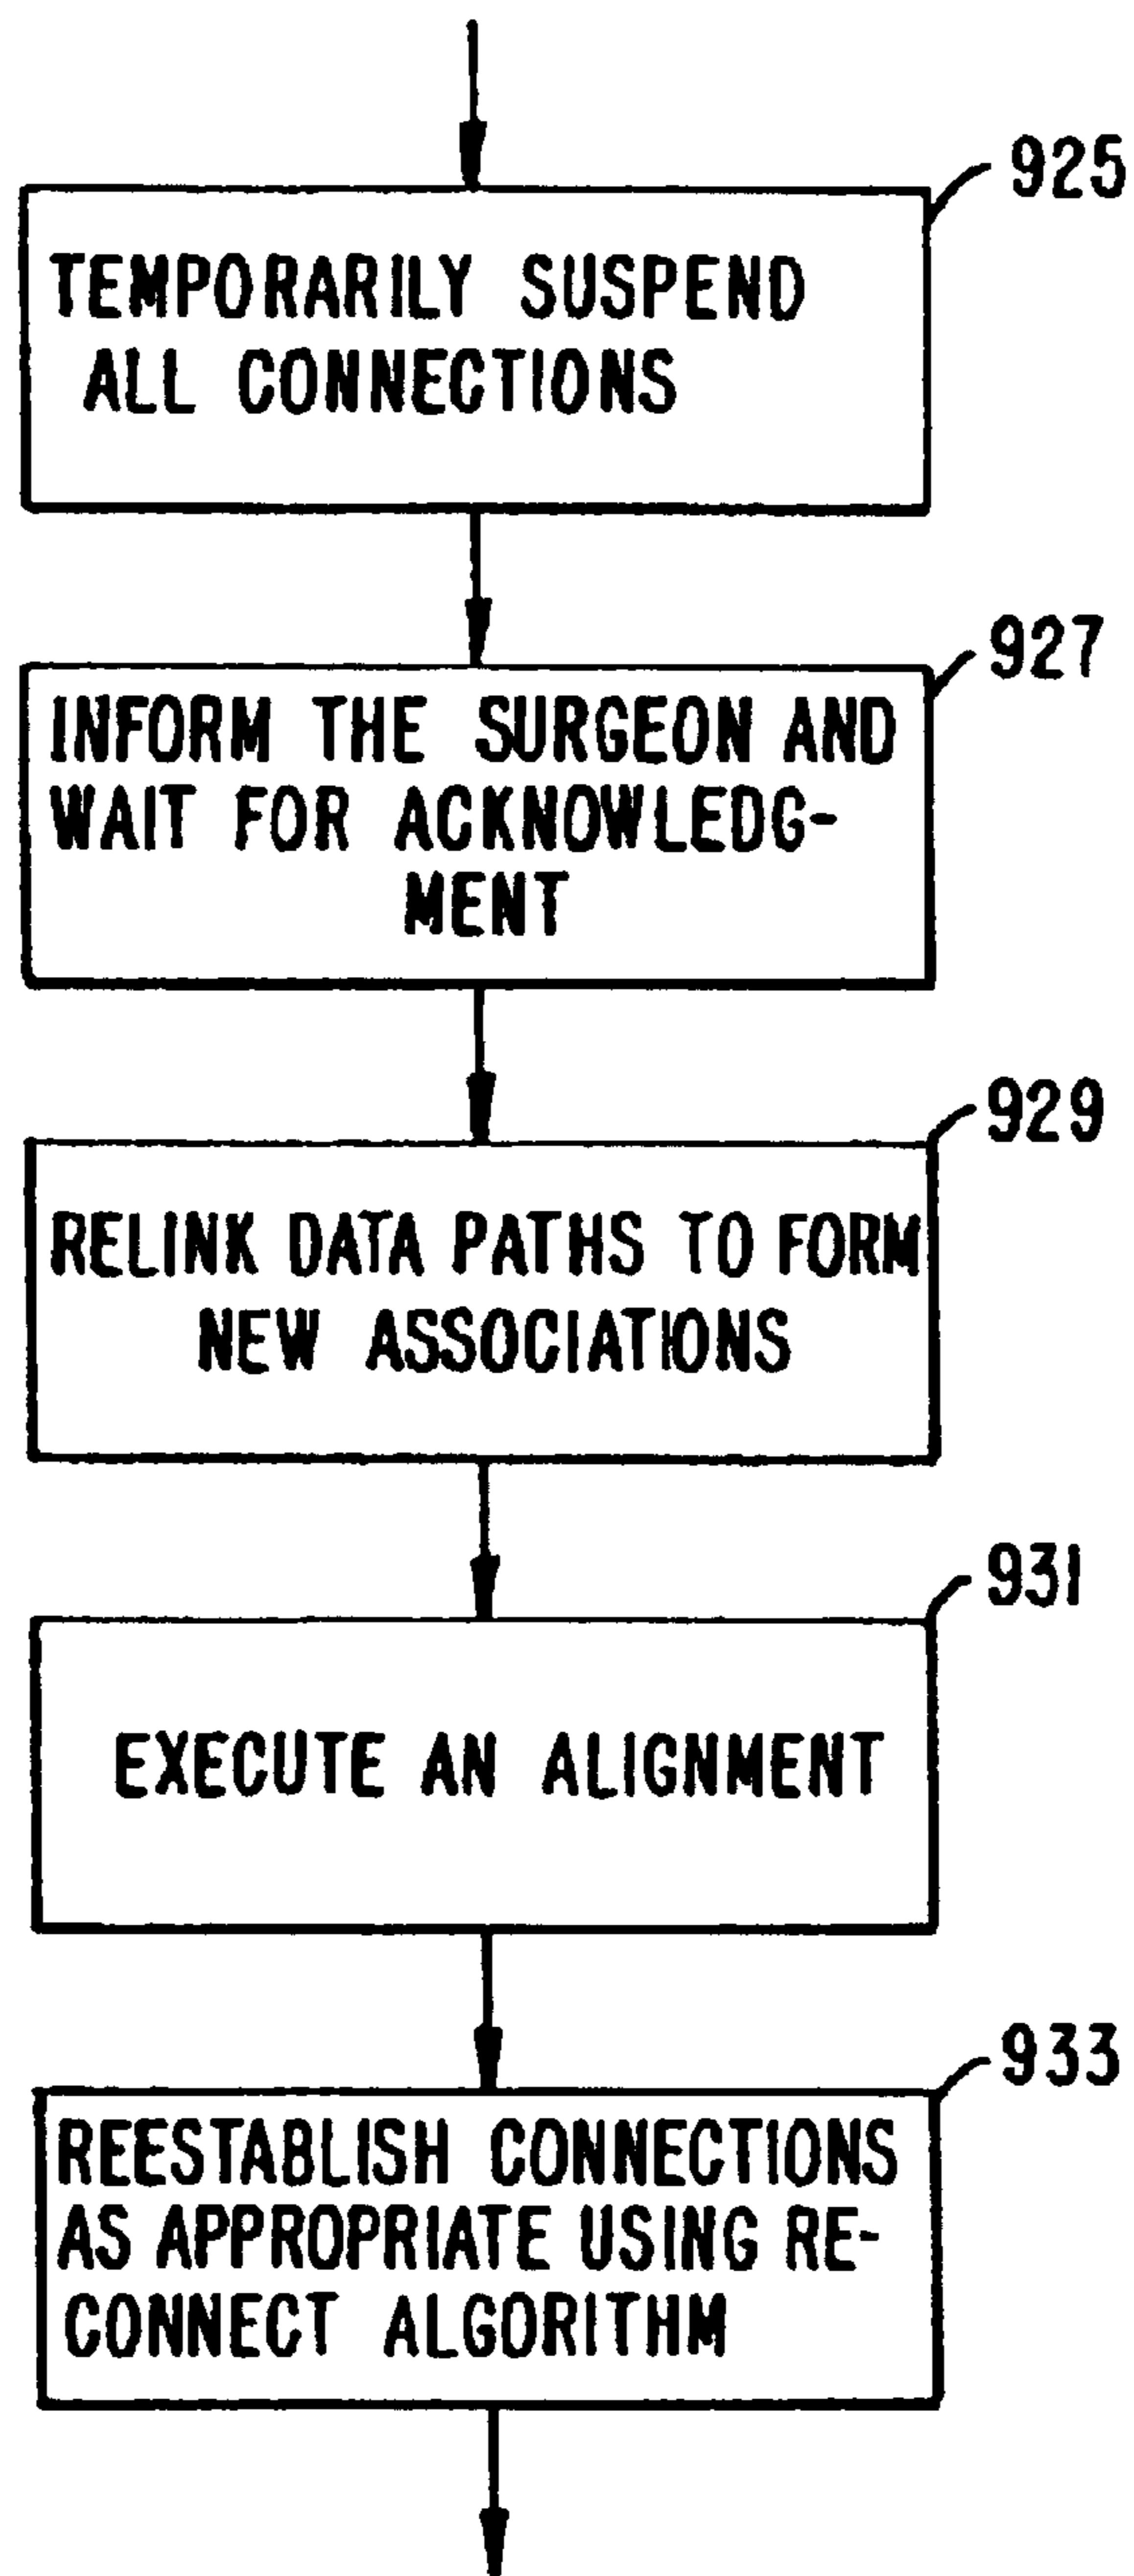 925
TEMPORARILY SUSPEND
ALL CONNECTIONS
927
INFORM THE SURGEON AND
WAIT FOR ACKNOWLEDG-
MENT
929
RELINK DATA PATHS TO FORM
NEW ASSOCIATIONS
931
EXECUTE AN ALIGNMENT
933
REESTABLISH CONNECTIONS
AS APPROPRIATE USING RE-
CONNECT ALGORITHM